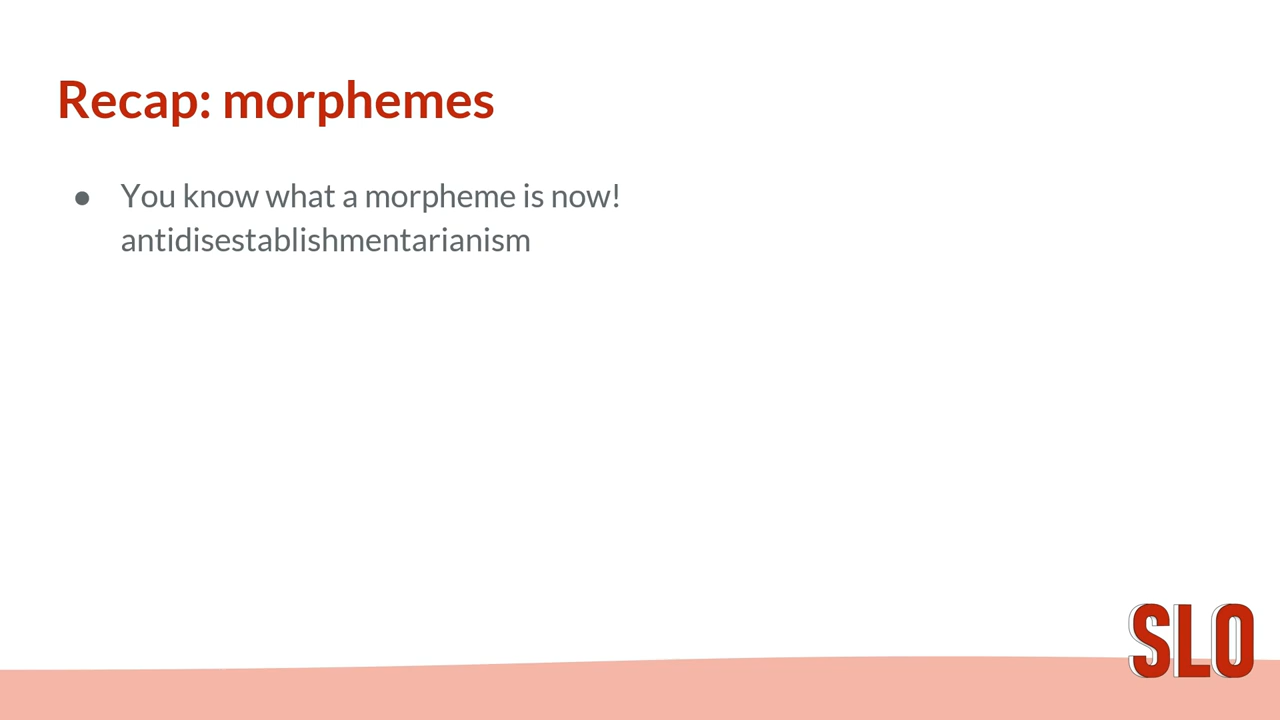 Recap: morphemes
● You know what a morpheme is now!
antidisestablishmentarianism
SLO